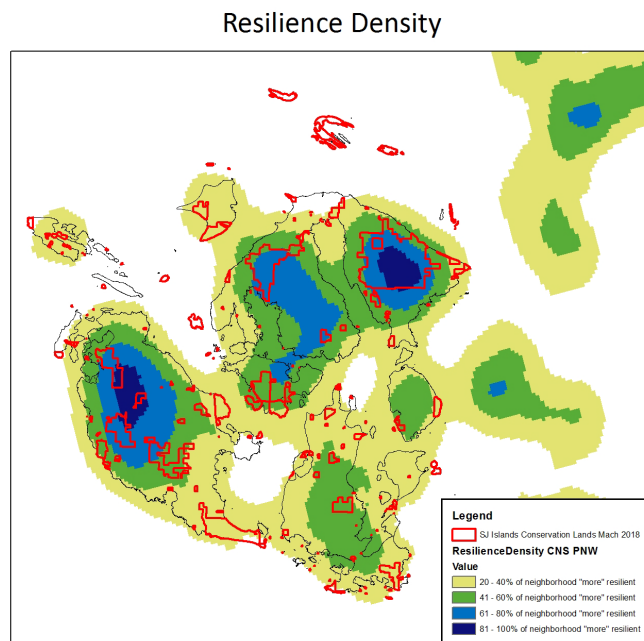 Resilience Density
Legend
SJ Islands Conservation Lands Mach 2018
ResilienceDensity CNS PNW
Value
20 - 40% of neighborhood "more" resilient
41 - 60% of neighborhood "more" resilient
61 - 80% of neighborhood "more" resilient
81 - 100% of neighborhood "more" resilient